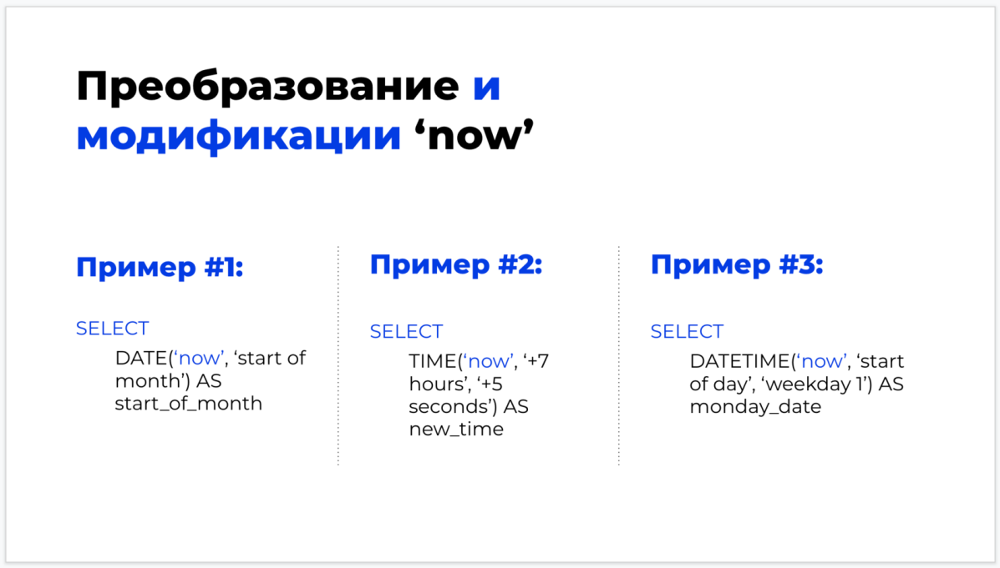 Преобразование и
модификации ‘now’
Пример #1:
SELECT
DATE(‘now’, ‘start of
month’) AS
start_of_month
Пример #2:
SELECT
TIME(‘now’, ‘+7
hours’, ‘+5
seconds’) AS
new_time
Пример #3:
SELECT
DATETIME(‘now’, ‘start
of day’, ‘weekday 1’) AS
monday_date